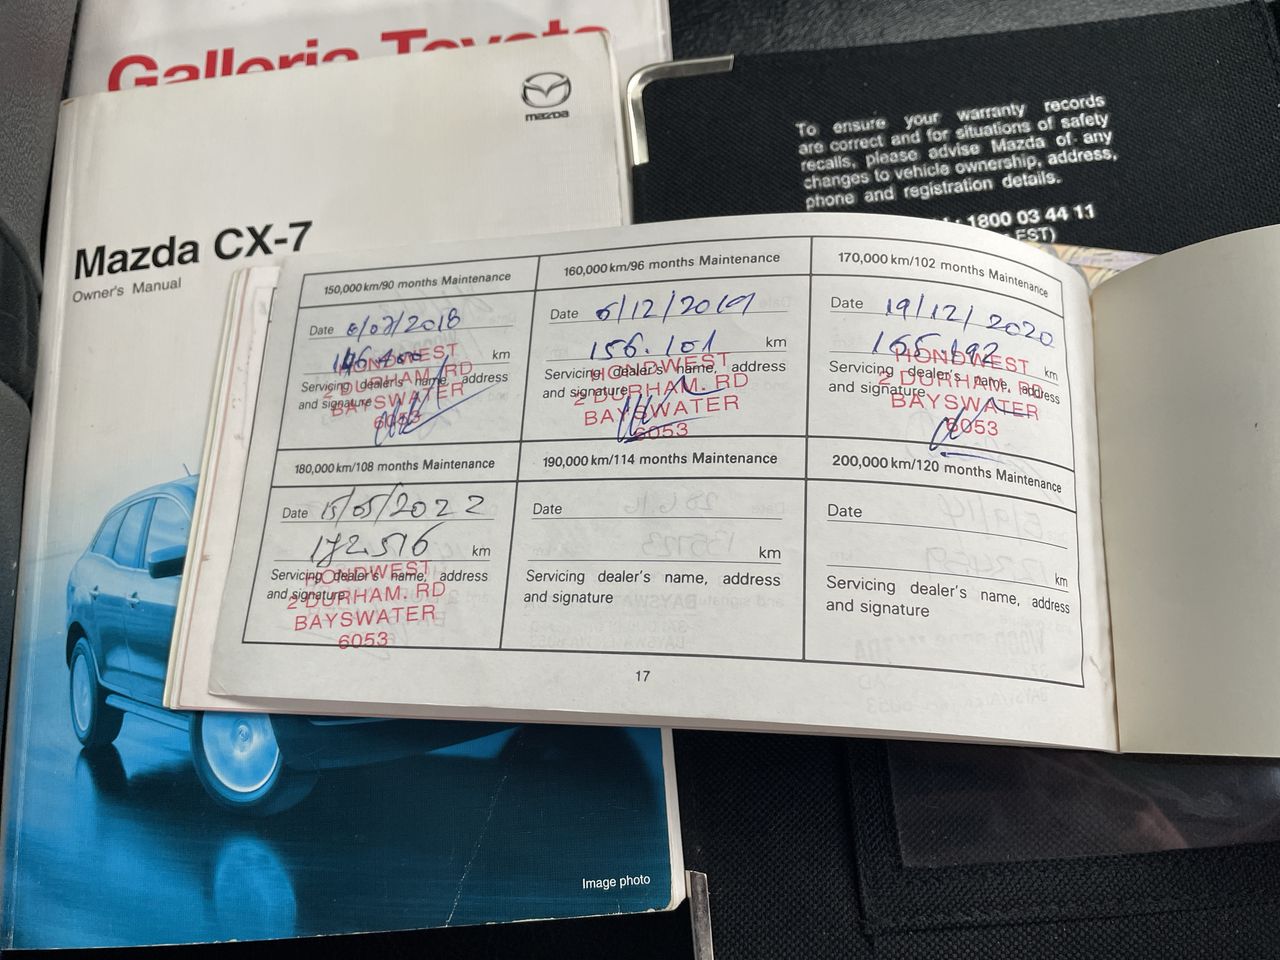 Galleria Toyota
mazda
Mazda CX-7
Owner's Manual
To ensure your warranty records
are correct and for situations of safety
recalls, please advise Mazda of any
changes to vehicle ownership, address,
phone and registration details.
1800 03 44 11
EST)
150,000 km/90 months Maintenance
Date 6/07/2018
km
Servicing dealer's name, address
and signature
HONDWEST
2 DURHAM. RD
BAYSWATER
6053
160,000 km/96 months Maintenance
Date 6/12/2019
156.101 km
Servicing dealer's name, address
and signature
HONDWEST
2 DURHAM. RD
BAYSWATER
6053
170,000 km/102 months Maintenance
Date 19/12/2020
165.192 km
Servicing dealer's name, address
and signature
HONDWEST
2 DURHAM. RD
BAYSWATER
6053
180,000 km/108 months Maintenance
Date 15/05/2022
172.516 km
Servicing dealer's name, address
and signature
HONDWEST
2 DURHAM. RD
BAYSWATER
6053
190,000 km/114 months Maintenance
Date
km
Servicing dealer's name, address
and signature
200,000 km/120 months Maintenance
Date
km
Servicing dealer's name, address
and signature
17
Image photo